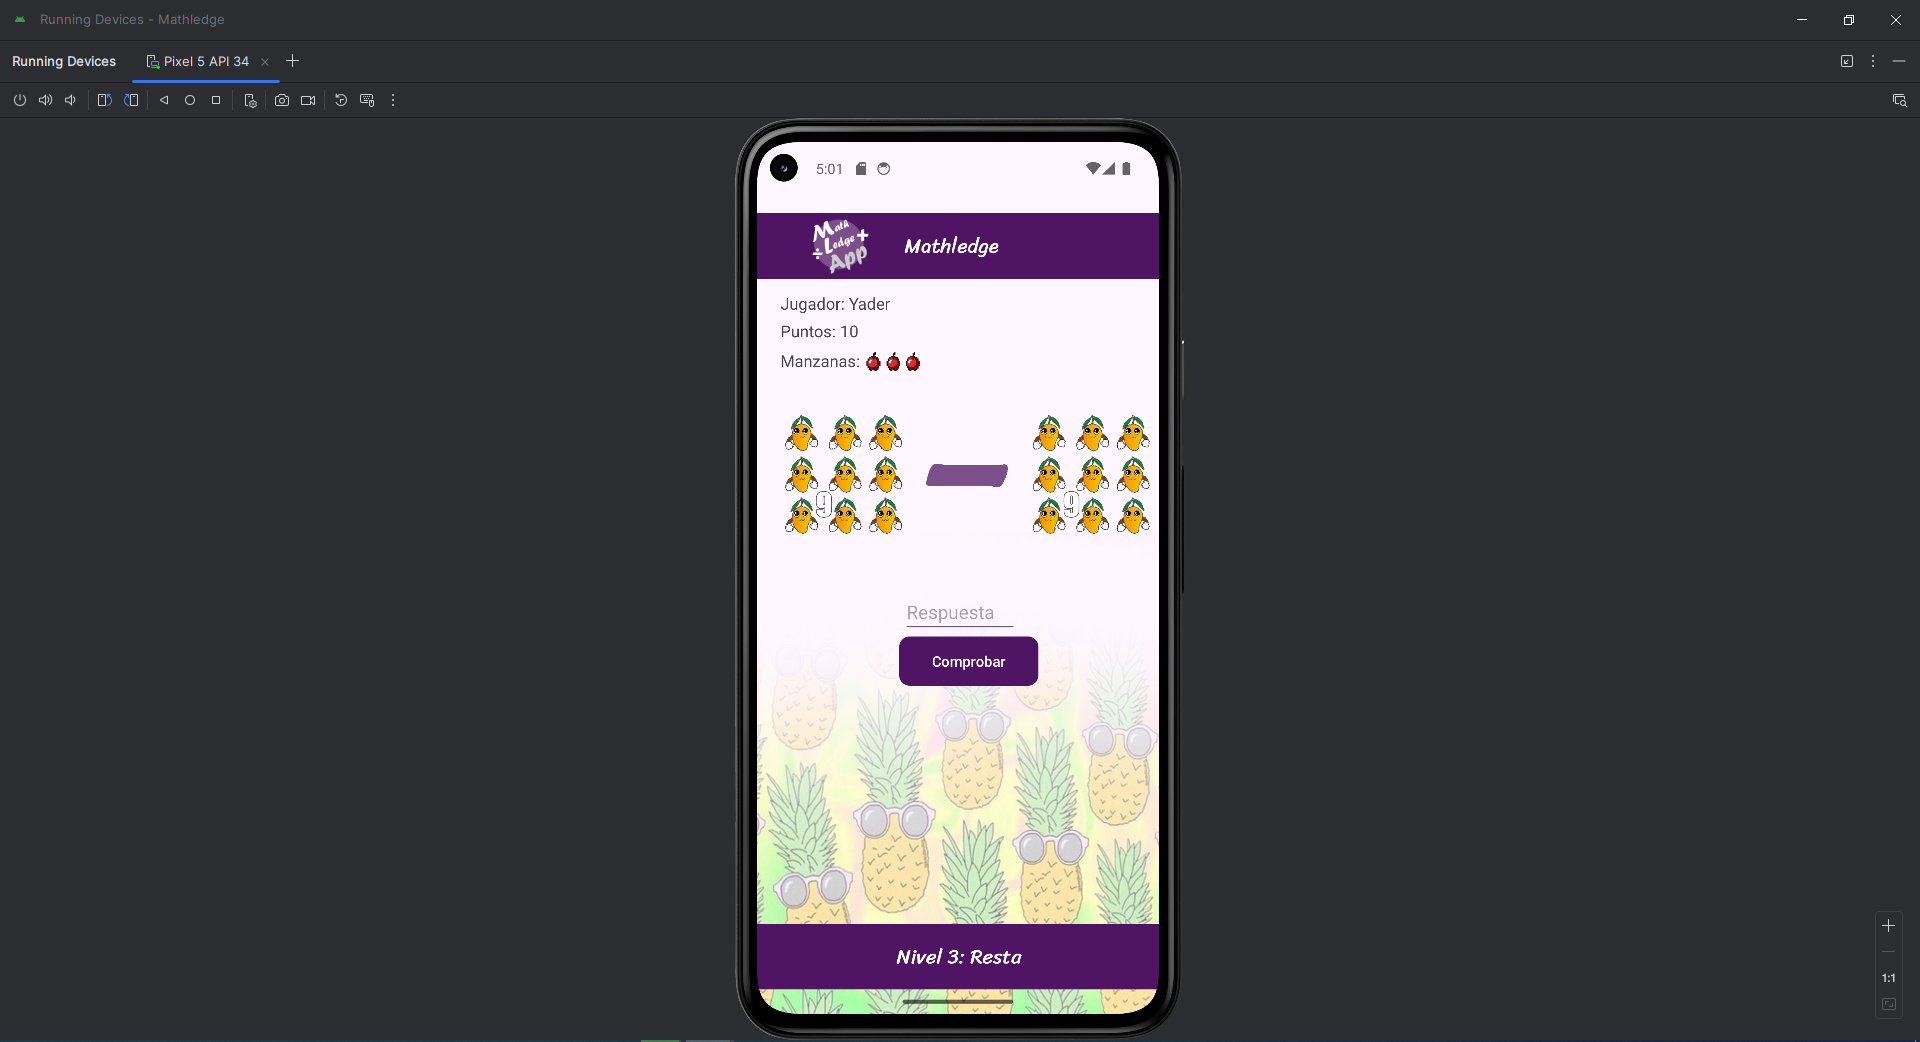 Running Devices - Mathledge
Running Devices
Pixel 5 API 34
5:01
Math
Ledge
App
Mathledge
Jugador: Yader
Puntos: 10
Manzanas:
9
9
Respuesta
Comprobar
Nivel 3: Resta
1:1